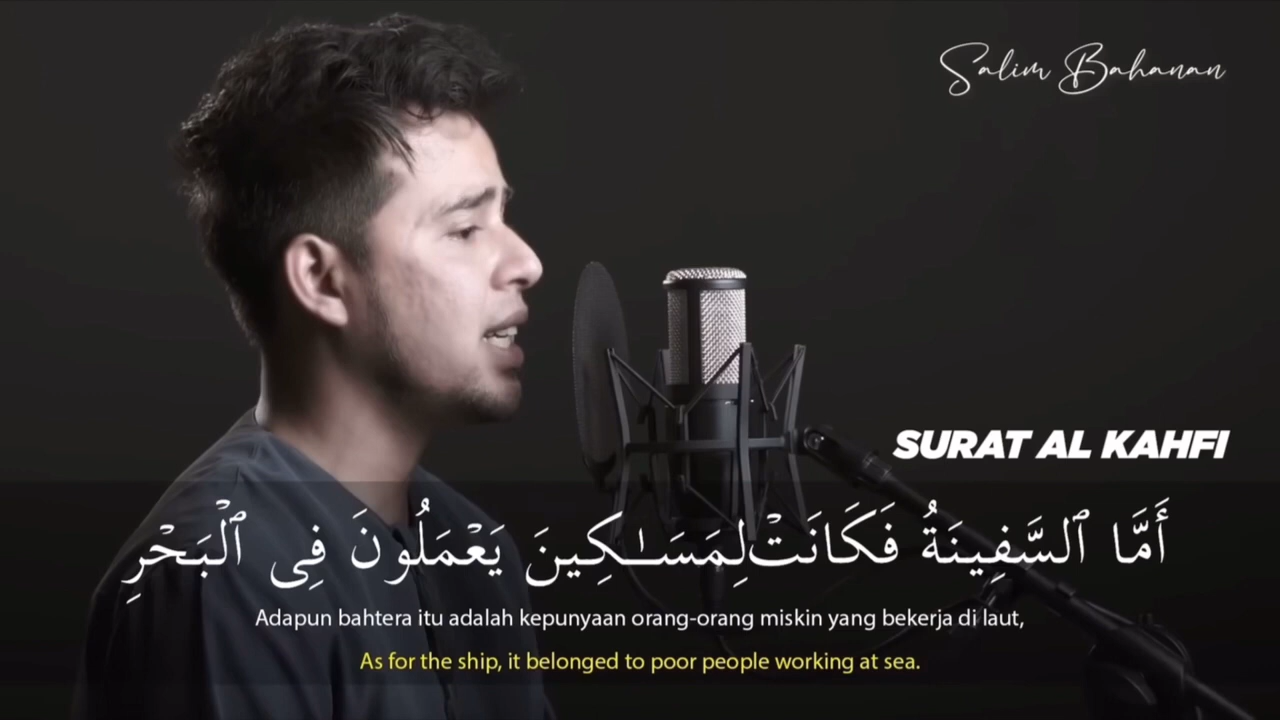 Salim Bahanan
SURAT AL KAHFI
أَمَّا ٱلسَّفِينَةُ فَكَانَتْ لِمَسَـٰكِينَ يَعْمَلُونَ فِى ٱلْبَحْرِ
Adapun bahtera itu adalah kepunyaan orang-orang miskin yang bekerja di laut,
As for the ship, it belonged to poor people working at sea.